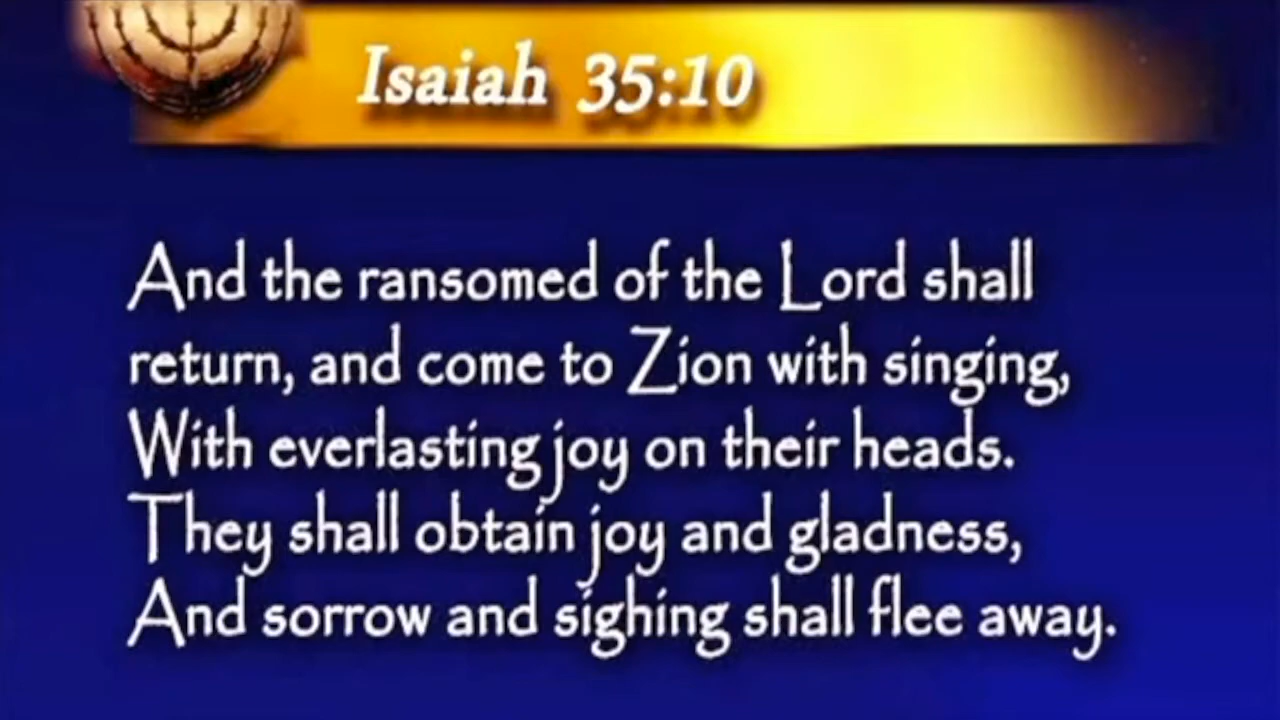 Isaiah 35:10
And the ransomed of the Lord shall
return, and come to Zion with singing,
With everlasting joy on their heads.
They shall obtain joy and gladness,
And sorrow and sighing shall flee away.